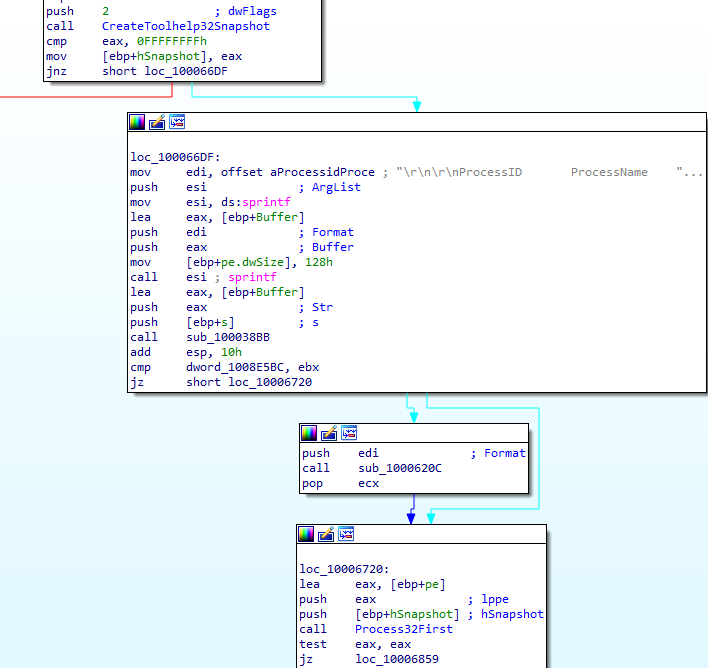 push 2 ; dwFlags
call CreateToolhelp32Snapshot
cmp eax, 0FFFFFFFFh
mov [ebp+hSnapshot], eax
jnz short loc_100066DF
loc_100066DF:
mov edi, offset aProcessidProce ; "\r\n\r\nProcessID ProcessName "...
push esi ; ArgList
mov esi, ds:sprintf
lea eax, [ebp+Buffer]
push edi ; Format
push eax ; Buffer
mov [ebp+pe.dwSize], 128h
call esi ; sprintf
lea eax, [ebp+Buffer]
push eax ; Str
push [ebp+s] ; s
call sub_100038BB
add esp, 10h
cmp dword_1008E5BC, ebx
jz short loc_10006720
push edi ; Format
call sub_1000620C
pop ecx
loc_10006720:
lea eax, [ebp+pe]
push eax ; lppe
push [ebp+hSnapshot] ; hSnapshot
call Process32First
test eax, eax
jz loc_10006859